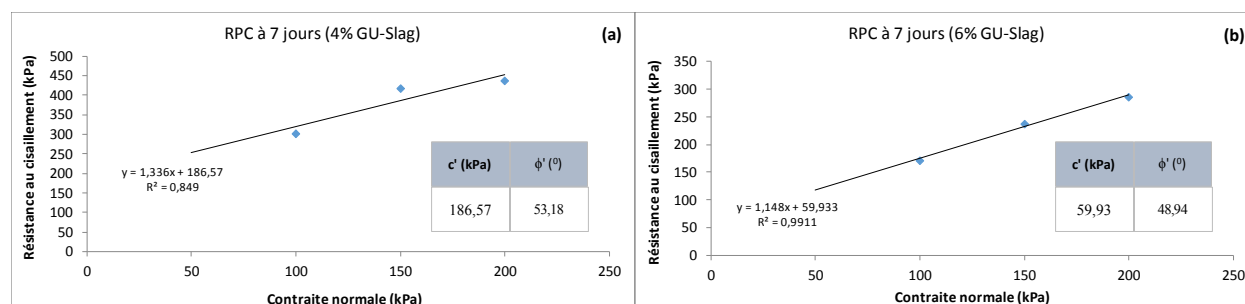 RPC à 7 jours (4% GU-Slag)
(a)
Résistance au cisaillement (kPa)
500
450
400
350
300
250
200
150
100
50
0
y = 1,336x + 186,57
R² = 0,849
c' (kPa) ϕ' (⁰)
186,57 53,18
0 50 100 150 200 250
Contraite normale (kPa)
RPC à 7 jours (6% GU-Slag)
(b)
Résistance au cisaillement (kPa)
350
300
250
200
150
100
50
0
y = 1,148x + 59,933
R² = 0,9911
c' (kPa) ϕ' (⁰)
59,93 48,94
0 50 100 150 200 250
Contraite normale (kPa)